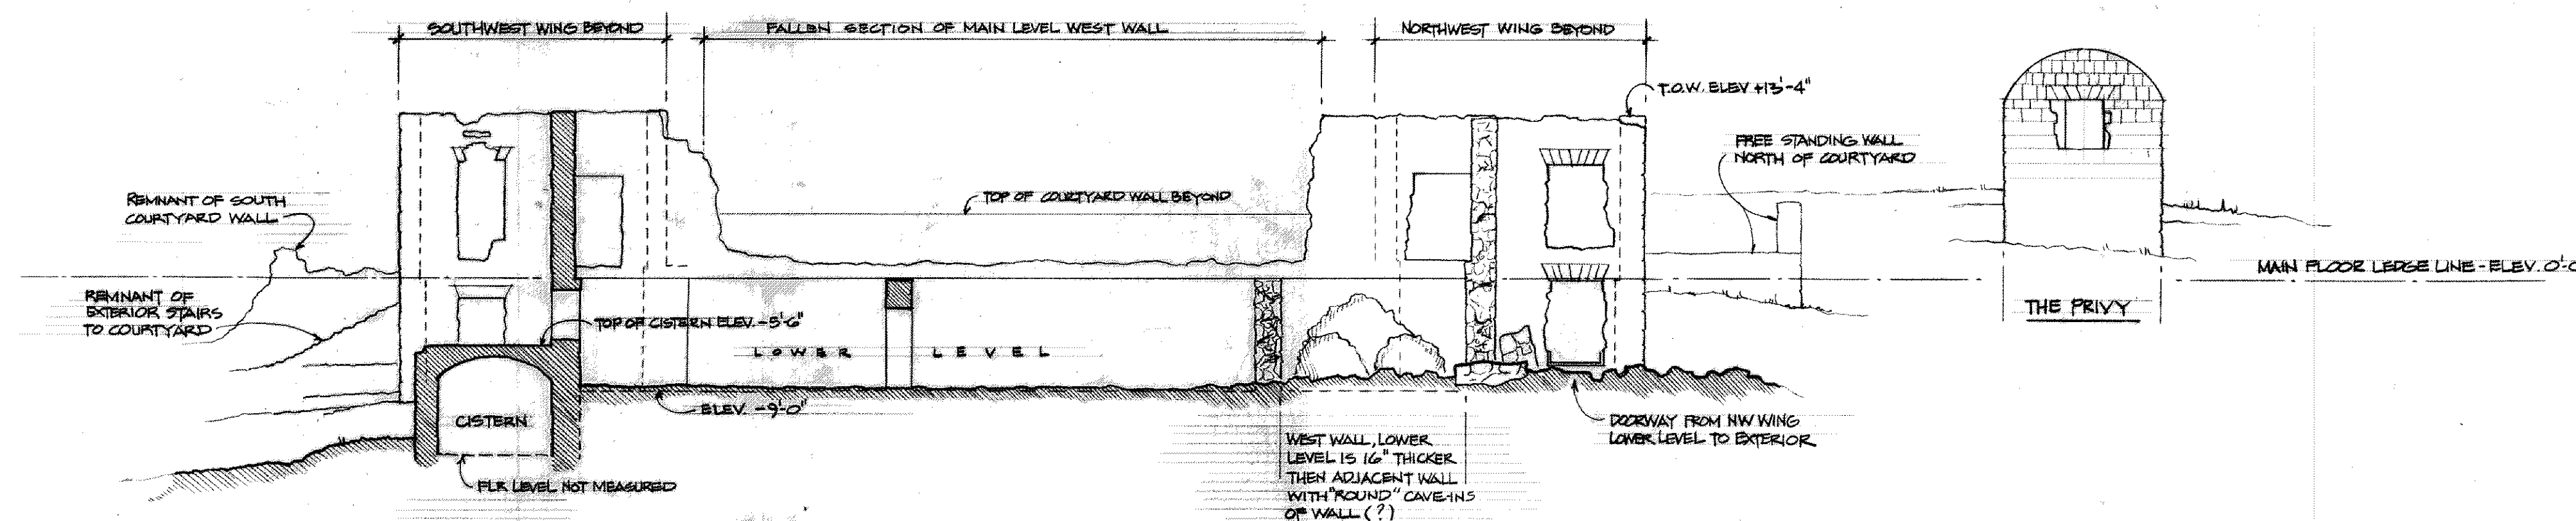 SOUTHWEST WING BEYOND
FALLEN SECTION OF MAIN LEVEL WEST WALL
NORTHWEST WING BEYOND
T.O.W. ELEV +13'-4"
FREE STANDING WALL
NORTH OF COURTYARD
REMNANT OF SOUTH
COURTYARD WALL
TOP OF COURTYARD WALL BEYOND
MAIN FLOOR LEDGE LINE - ELEV. 0'-0
REMNANT OF
EXTERIOR STAIRS
TO COURTYARD
THE PRIVY
TOP OF CISTERN ELEV. -5'-6"
LOWER LEVEL
ELEV. -9'-0"
CISTERN
DOORWAY FROM NW WING
LOWER LEVEL TO EXTERIOR
WEST WALL, LOWER
LEVEL IS 16" THICKER
THEN ADJACENT WALL
WITH "ROUND" CAVE-INS
OF WALL (?)
FLR LEVEL NOT MEASURED